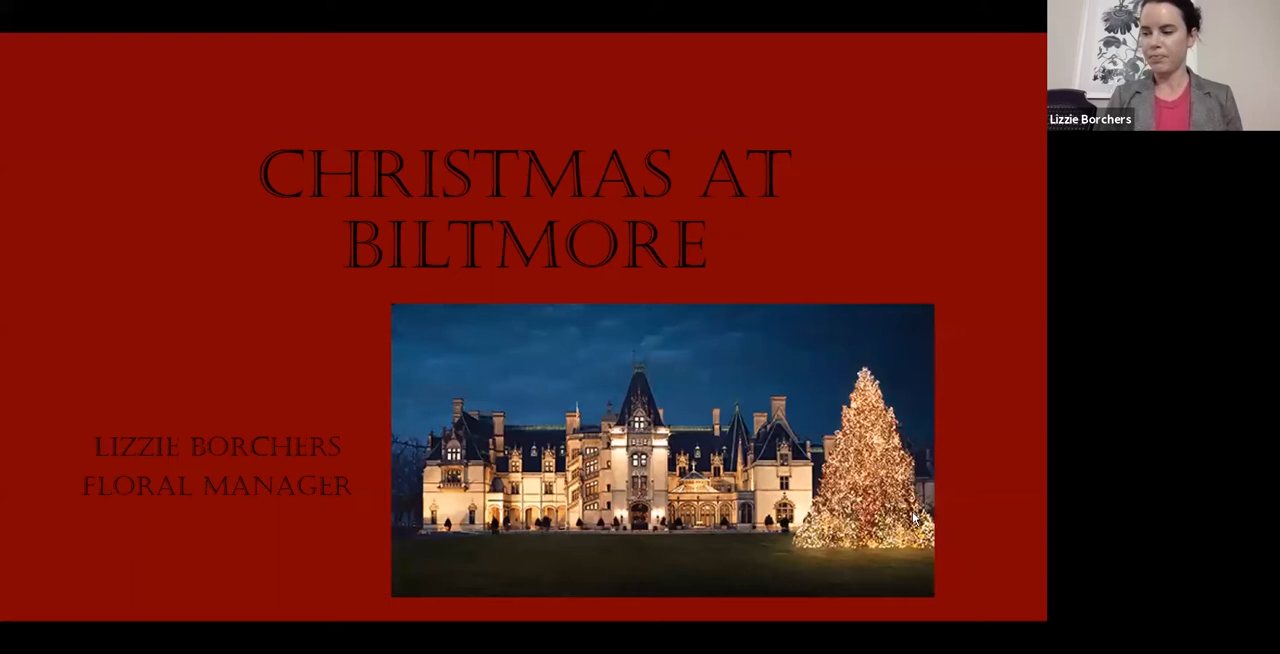 CHRISTMAS AT
BILTMORE
LIZZIE BORCHERS
FLORAL MANAGER
Lizzie Borchers